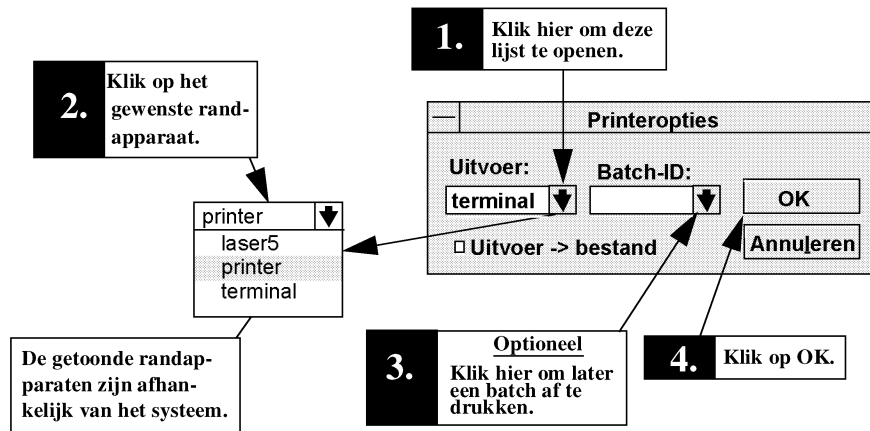 1.
Klik hier om deze
lijst te openen.
2.
Klik op het
gewenste rand-
apparaat.
Printeropties
Uitvoer:
Batch-ID:
terminal
OK
Uitvoer -> bestand
Annuleren
printer
laser5
printer
terminal
De getoonde randap-
paraten zijn afhan-
kelijk van het systeem.
3.
Optioneel
Klik hier om later
een batch af te
drukken.
4.
Klik op OK.